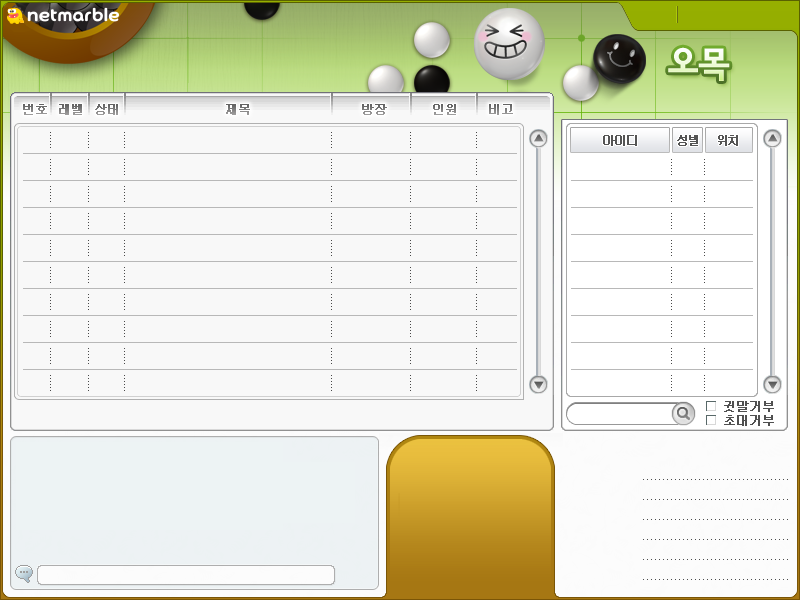 netmarble
오목
번호 레벨 상태 제목 방장 인원 비고
아이디 성별 위치
귓말거부
초대거부